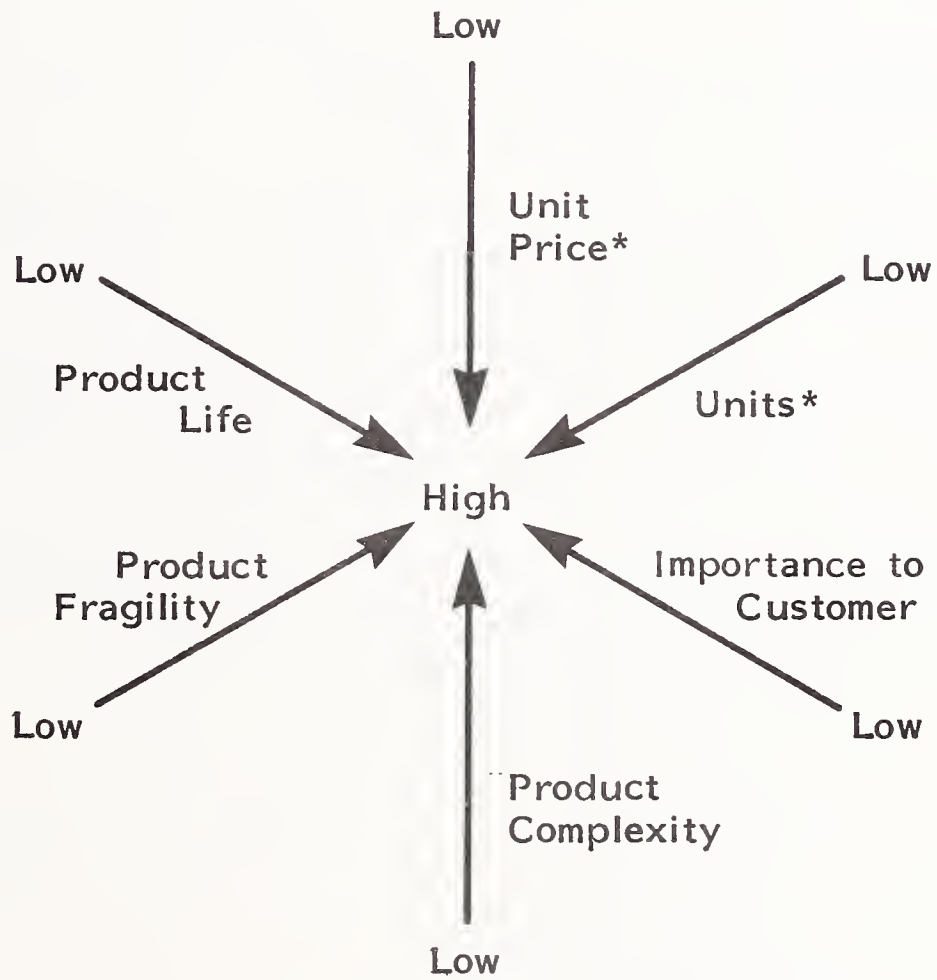 Low
Unit
Price*
Low
Low
Product
Life
Units*
High
Product
Fragility
Importance to
Customer
Low
Low
Product
Complexity
Low